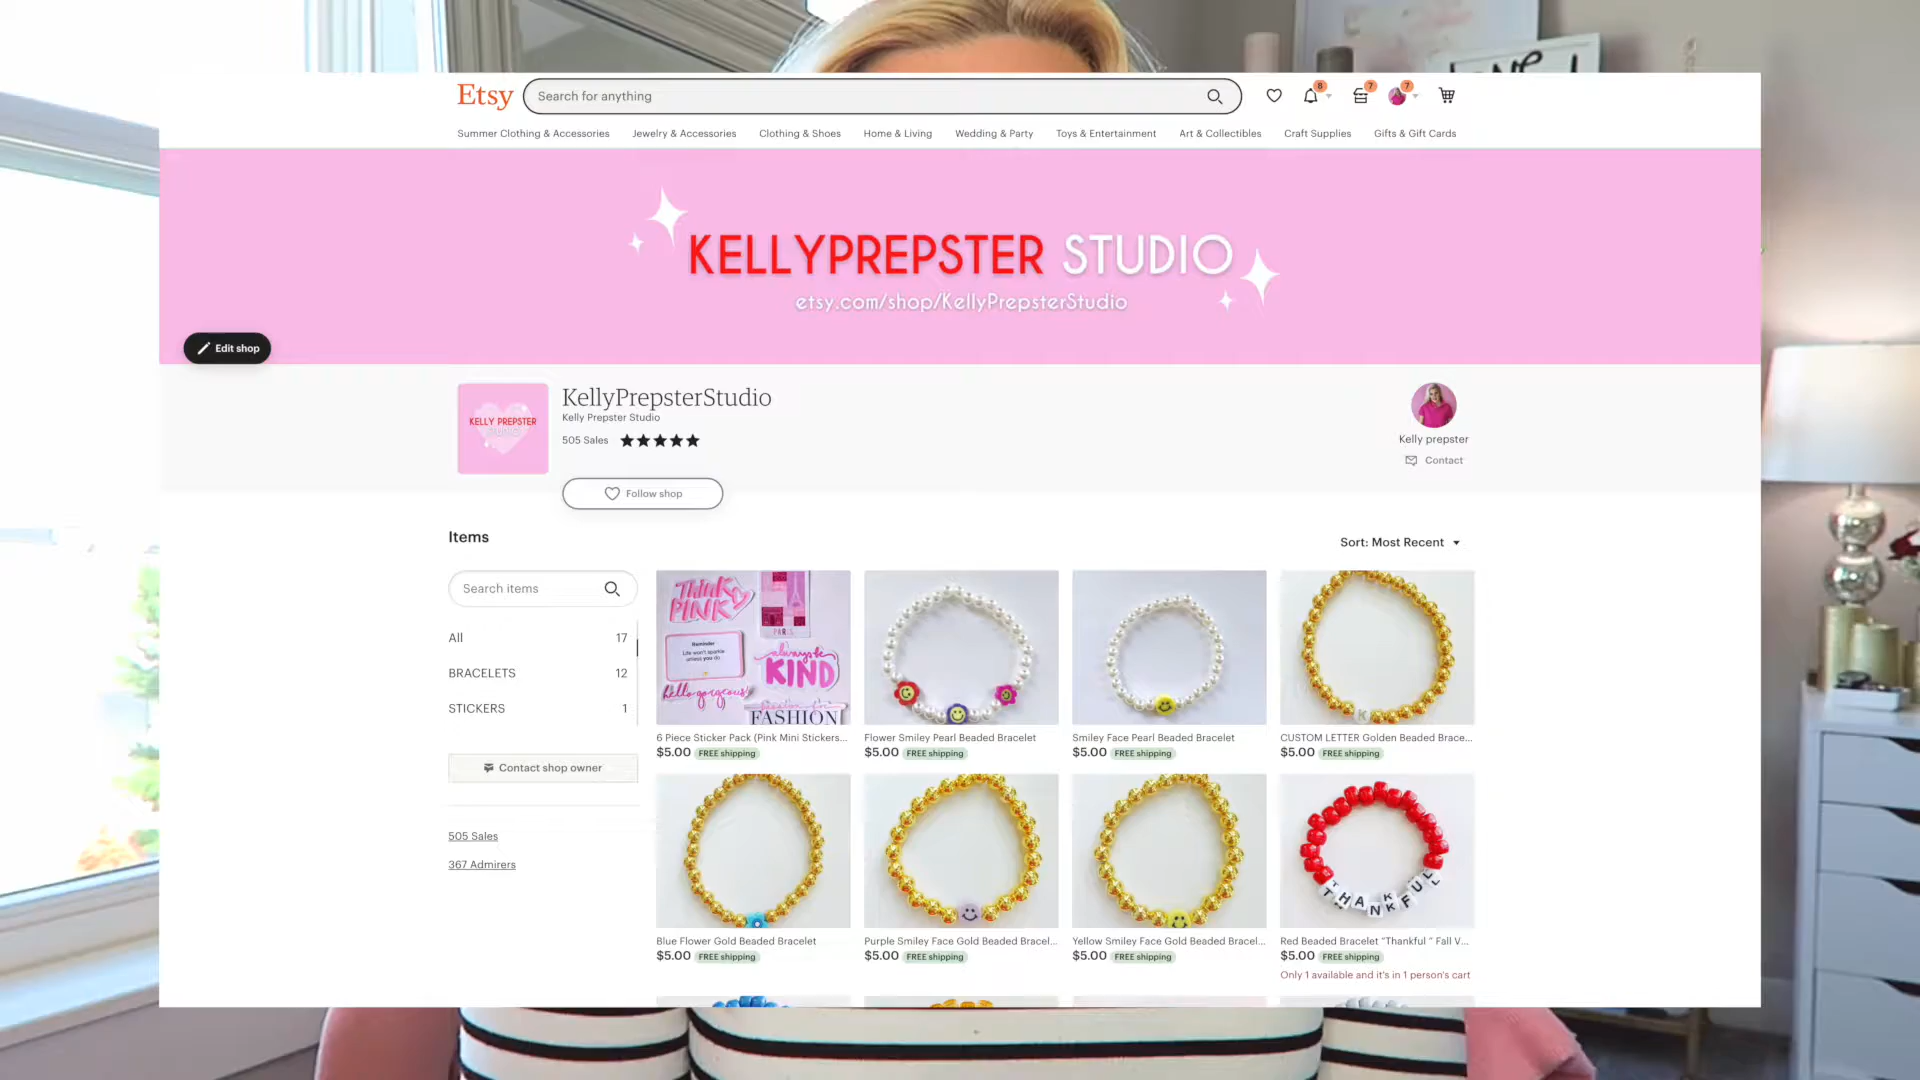 Etsy
Search for anything
8
7
7
Summer Clothing & Accessories
Jewelry & Accessories
Clothing & Shoes
Home & Living
Wedding & Party
Toys & Entertainment
Art & Collectibles
Craft Supplies
Gifts & Gift Cards
KELLYPREPSTER STUDIO
etsy.com/shop/KellyPrepsterStudio
Edit shop
KELLY PREPSTER
STUDIO
KellyPrepsterStudio
Kelly Prepster Studio
505 Sales
Follow shop
Kelly prepster
Contact
Items
Sort: Most Recent
Search items
All 17
BRACELETS 12
STICKERS 1
Contact shop owner
505 Sales
367 Admirers
THINK
PINK
PARIS
Reminder
Life won't sparkle
unless you do
always be
KIND
hello gorgeous!
passion for
FASHION
6 Piece Sticker Pack (Pink Mini Stickers...
$5.00 FREE shipping
Flower Smiley Pearl Beaded Bracelet
$5.00 FREE shipping
Smiley Face Pearl Beaded Bracelet
$5.00 FREE shipping
K
CUSTOM LETTER Golden Beaded Brace...
$5.00 FREE shipping
Blue Flower Gold Beaded Bracelet
$5.00 FREE shipping
Purple Smiley Face Gold Beaded Bracel...
$5.00 FREE shipping
Yellow Smiley Face Gold Beaded Bracel...
$5.00 FREE shipping
THANKFUL
Red Beaded Bracelet "Thankful " Fall V...
$5.00 FREE shipping
Only 1 available and it's in 1 person's cart